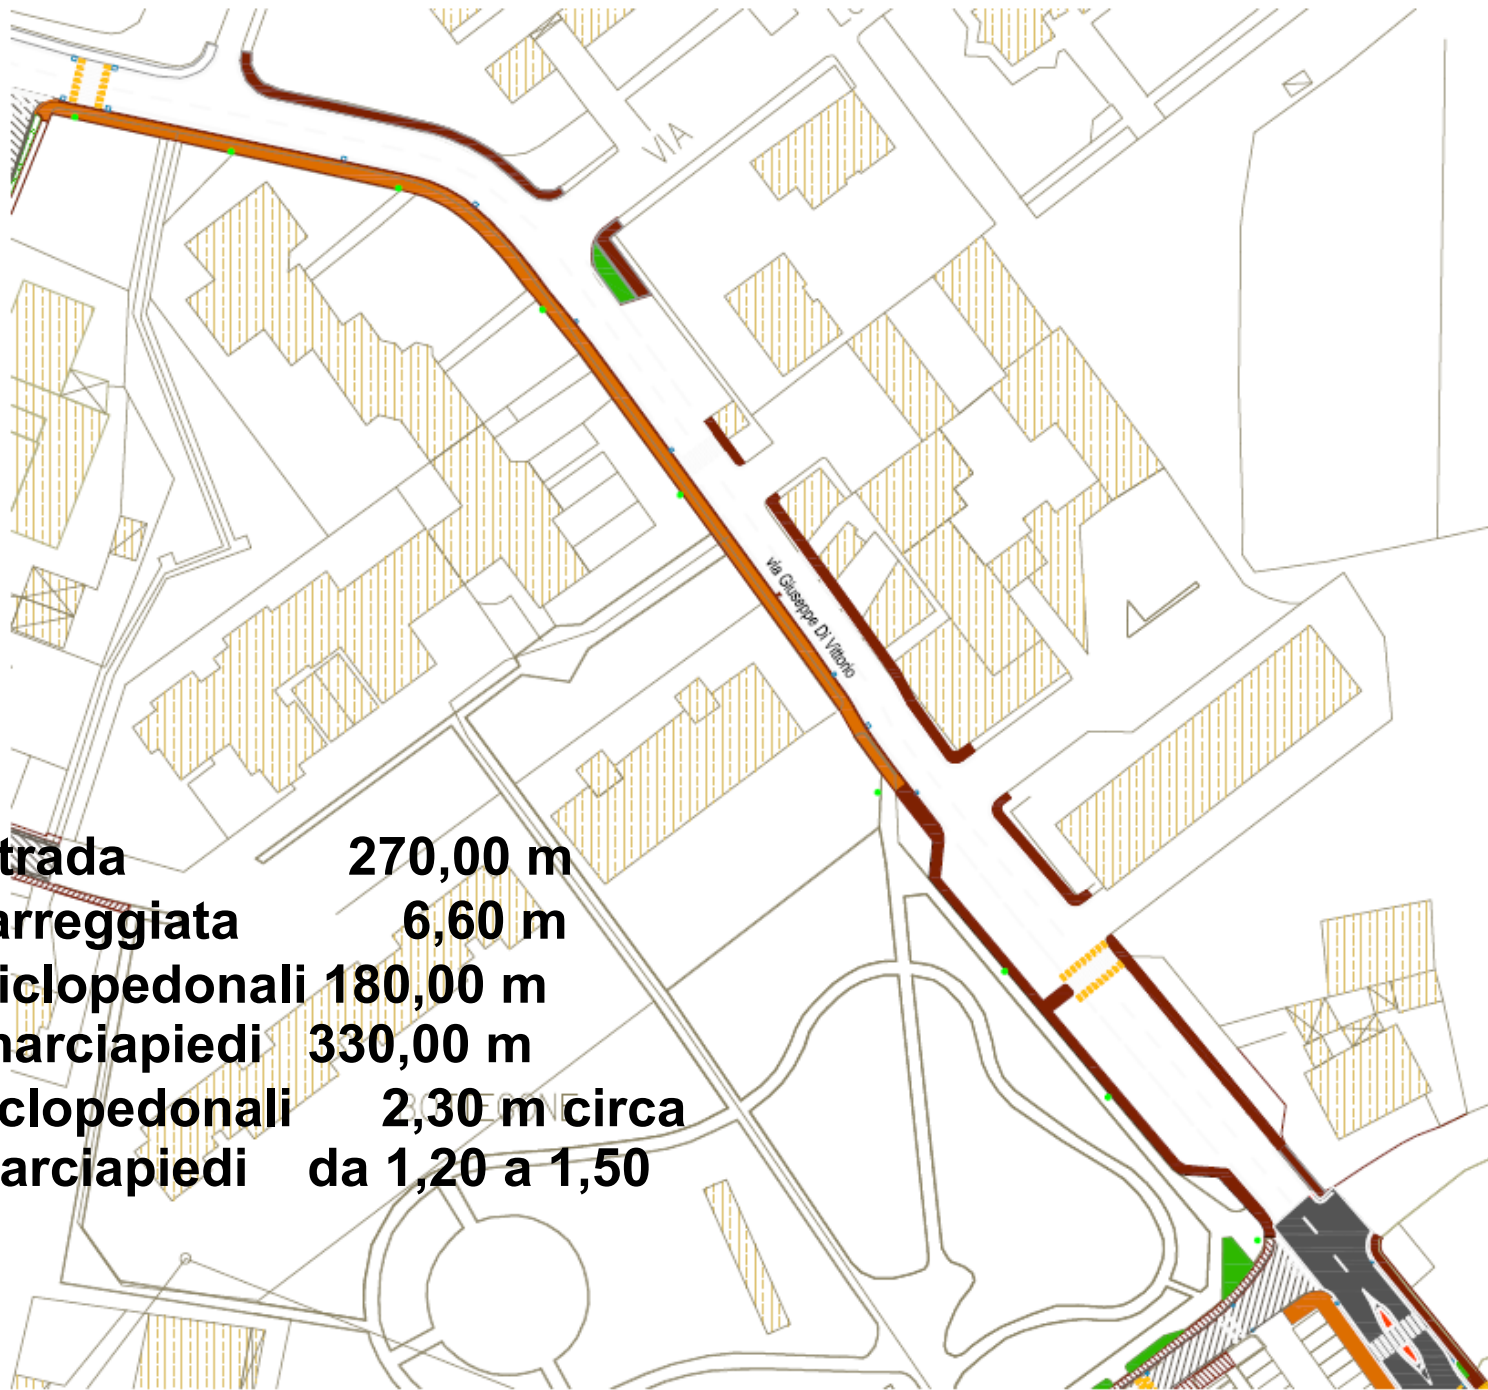 VIA
via Giuseppe Di Vittorio
trada 270,00 m
arreggiata 6,60 m
iclopedonali 180,00 m
marciapiedi 330,00 m
clopedonali 2,30 m circa
arciapiedi da 1,20 a 1,50